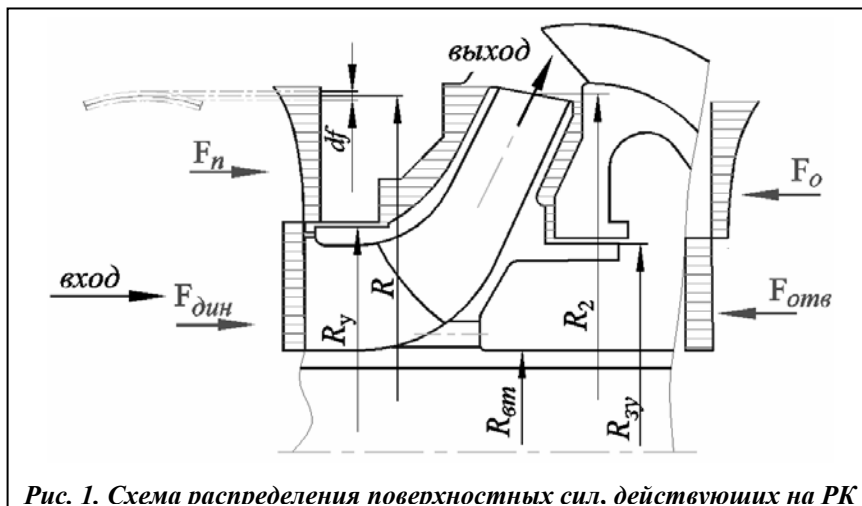 выход
df
Fп
Fо
вход
Fдин
Fотв
Rу
R
R2
Rвт
Rзу
Рис. 1. Схема распределения поверхностных сил, действующих на РК